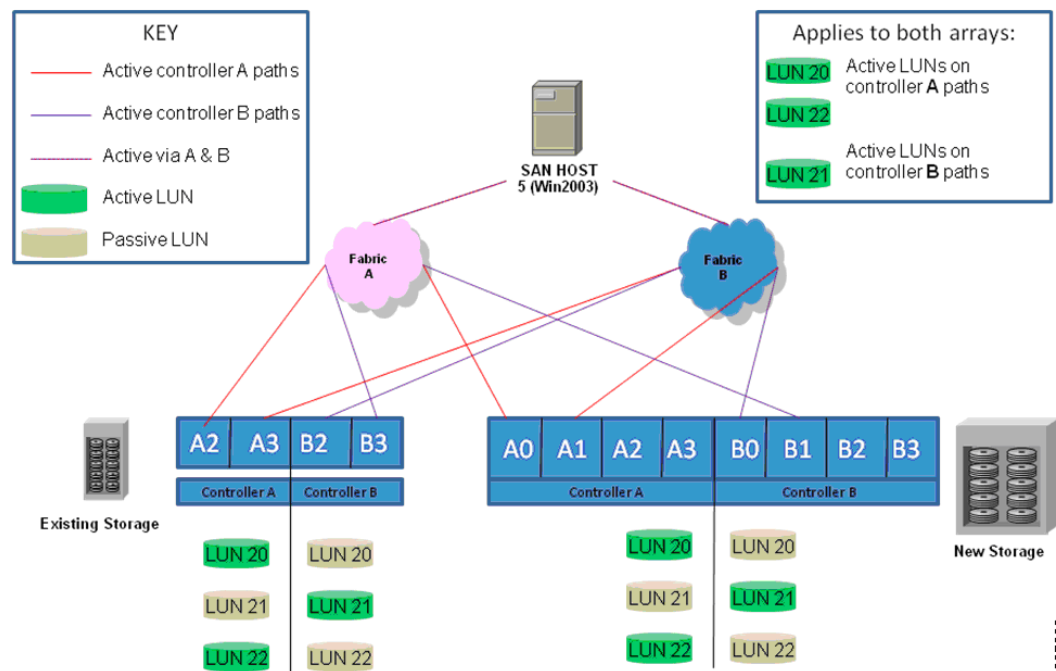 KEY
Active controller A paths
Active controller B paths
Active via A & B
Active LUN
Passive LUN
Applies to both arrays:
LUN 20
Active LUNs on
controller A paths
LUN 22
LUN 21
Active LUNs on
controller B paths
SAN HOST
5 (Win2003)
Fabric
A
Fabric
B
A2 A3 B2 B3
Controller A Controller B
Existing Storage
LUN 20 LUN 20
LUN 21 LUN 21
LUN 22 LUN 22
A0 A1 A2 A3 B0 B1 B2 B3
Controller A Controller B
New Storage
LUN 20 LUN 20
LUN 21 LUN 21
LUN 22 LUN 22